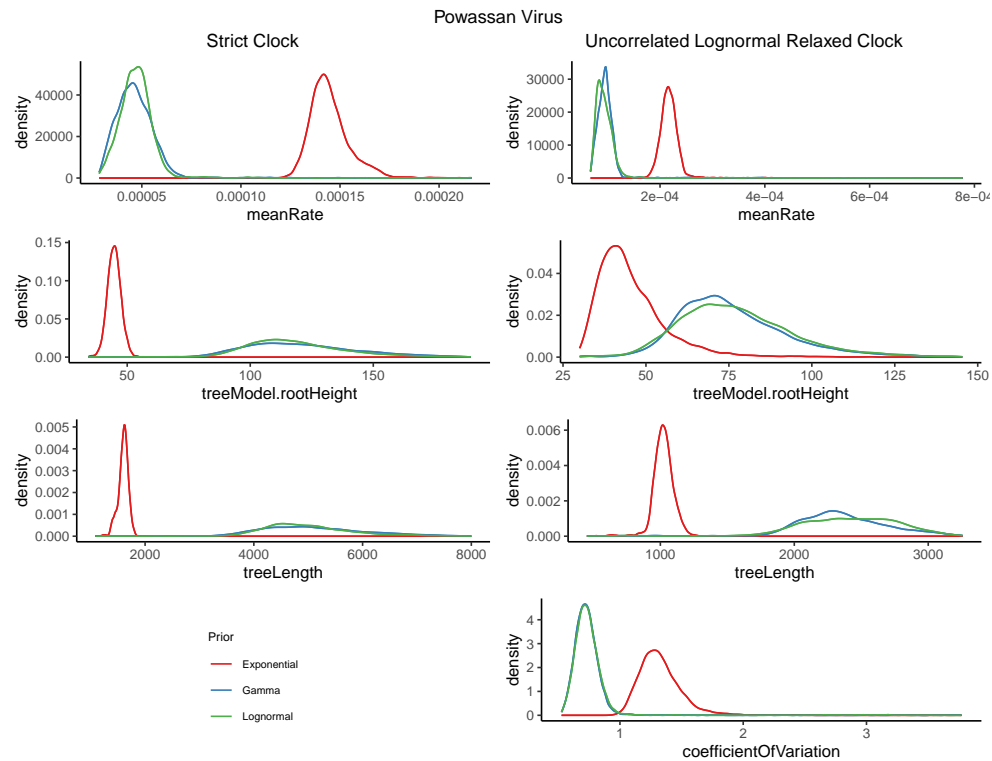 Powassan Virus
Strict Clock
Uncorrelated Lognormal Relaxed Clock
density
40000
20000
0
0.00005
0.00010
0.00015
0.00020
meanRate
density
30000
20000
10000
0
2e−04
4e−04
6e−04
8e−04
meanRate
density
0.15
0.10
0.05
0.00
50
100
150
treeModel.rootHeight
density
0.04
0.02
0.00
25
50
75
100
125
150
treeModel.rootHeight
density
0.005
0.004
0.003
0.002
0.001
0.000
2000
4000
6000
8000
treeLength
density
0.006
0.004
0.002
0.000
1000
2000
3000
treeLength
Prior
Exponential
Gamma
Lognormal
density
4
3
2
1
0
1
2
3
coefficientOfVariation